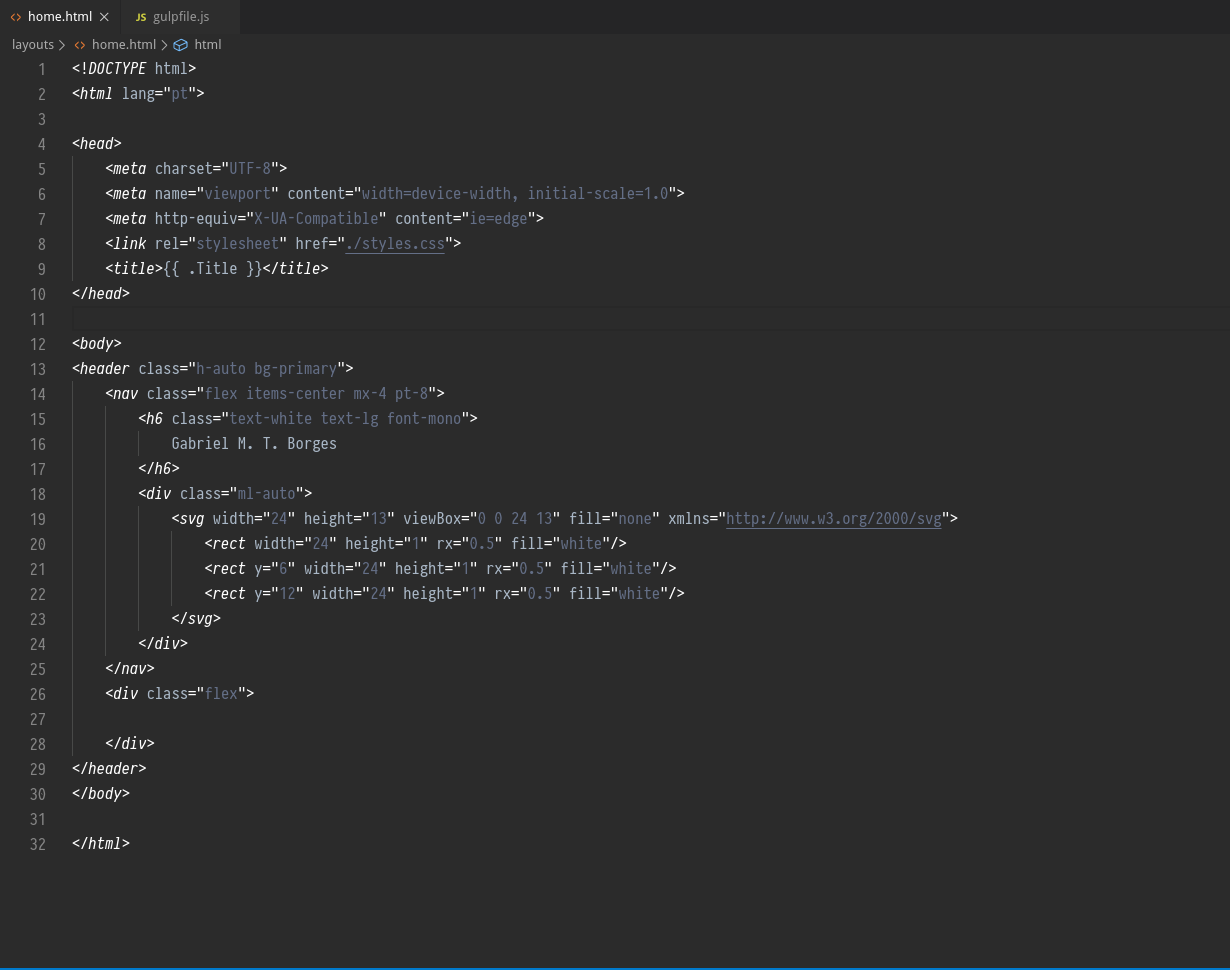 home.html
JS gulpfile.js
layouts home.html html
1 <!DOCTYPE html>
2 <html lang="pt">
3
4 <head>
5     <meta charset="UTF-8">
6     <meta name="viewport" content="width=device-width, initial-scale=1.0">
7     <meta http-equiv="X-UA-Compatible" content="ie=edge">
8     <link rel="stylesheet" href="./styles.css">
9     <title>{{ .Title }}</title>
10 </head>
11
12 <body>
13 <header class="h-auto bg-primary">
14     <nav class="flex items-center mx-4 pt-8">
15         <h6 class="text-white text-lg font-mono">
16             Gabriel M. T. Borges
17         </h6>
18         <div class="ml-auto">
19             <svg width="24" height="13" viewBox="0 0 24 13" fill="none" xmlns="http://www.w3.org/2000/svg">
20                 <rect width="24" height="1" rx="0.5" fill="white"/>
21                 <rect y="6" width="24" height="1" rx="0.5" fill="white"/>
22                 <rect y="12" width="24" height="1" rx="0.5" fill="white"/>
23             </svg>
24         </div>
25     </nav>
26     <div class="flex">
27
28     </div>
29 </header>
30 </body>
31
32 </html>